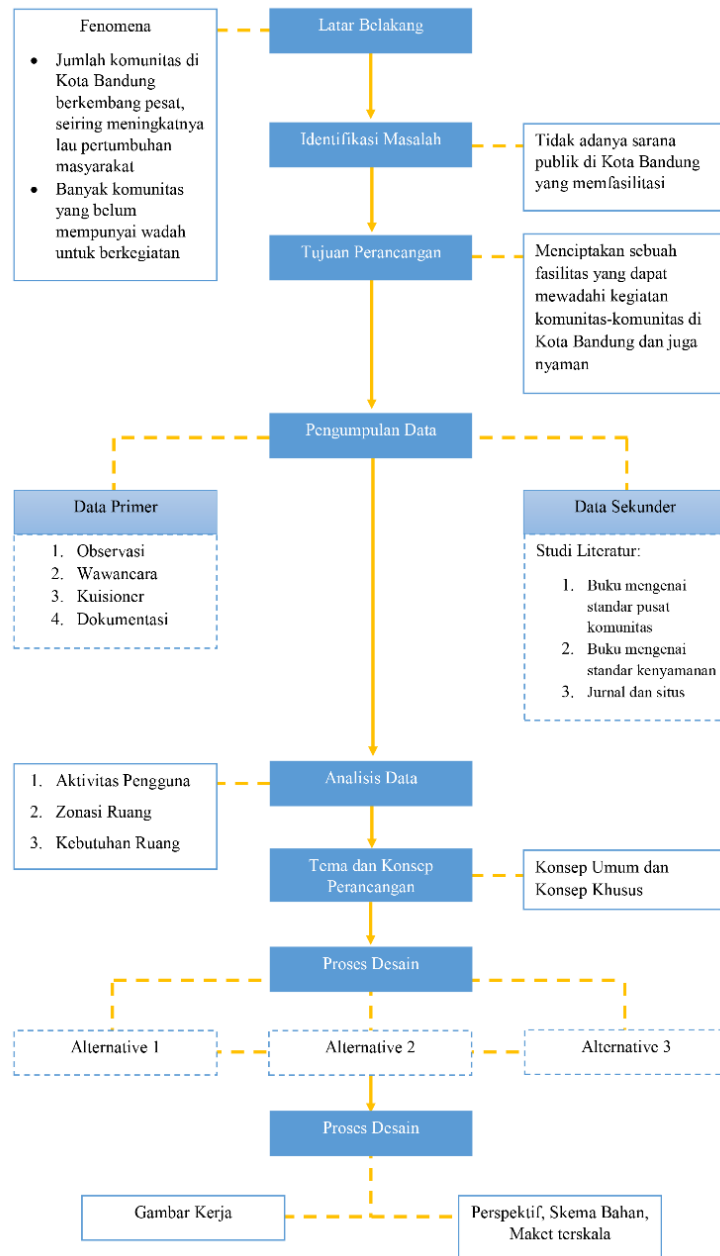 Fenomena
• Jumlah komunitas di
Kota Bandung
berkembang pesat,
seiring meningkatnya
lau pertumbuhan
masyarakat
• Banyak komunitas
yang belum
mempunyai wadah
untuk berkegiatan
Latar Belakang
Identifikasi Masalah
Tidak adanya sarana
publik di Kota Bandung
yang memfasilitasi
Tujuan Perancangan
Menciptakan sebuah
fasilitas yang dapat
mewadahi kegiatan
komunitas-komunitas di
Kota Bandung dan juga
nyaman
Pengumpulan Data
Data Primer
1. Observasi
2. Wawancara
3. Kuisioner
4. Dokumentasi
Data Sekunder
Studi Literatur:
1. Buku mengenai
standar pusat
komunitas
2. Buku mengenai
standar kenyamanan
3. Jurnal dan situs
Analisis Data
1. Aktivitas Pengguna
2. Zonasi Ruang
3. Kebutuhan Ruang
Tema dan Konsep
Perancangan
Konsep Umum dan
Konsep Khusus
Proses Desain
Alternative 1
Alternative 2
Alternative 3
Proses Desain
Gambar Kerja
Perspektif, Skema Bahan,
Maket terskala